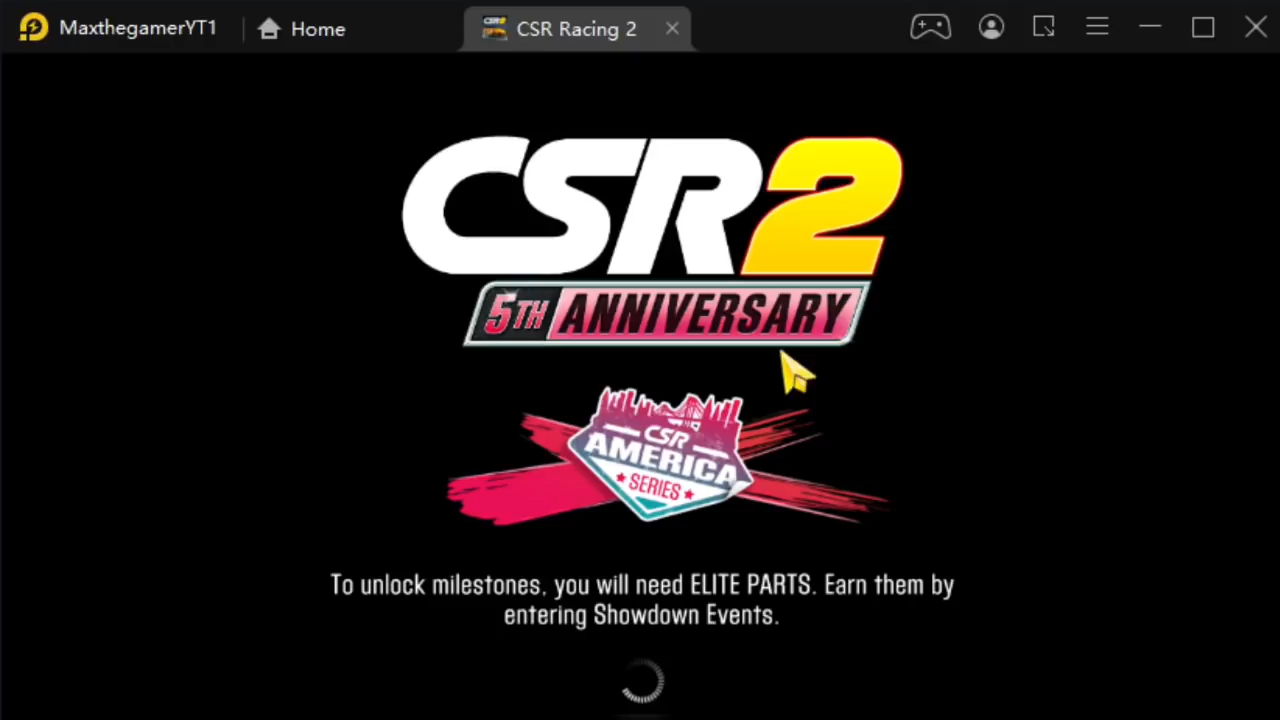 MaxthegamerYT1
Home
CSR Racing 2
CSR2
5TH ANNIVERSARY
CSR
AMERICA
SERIES
To unlock milestones, you will need ELITE PARTS. Earn them by
entering Showdown Events.